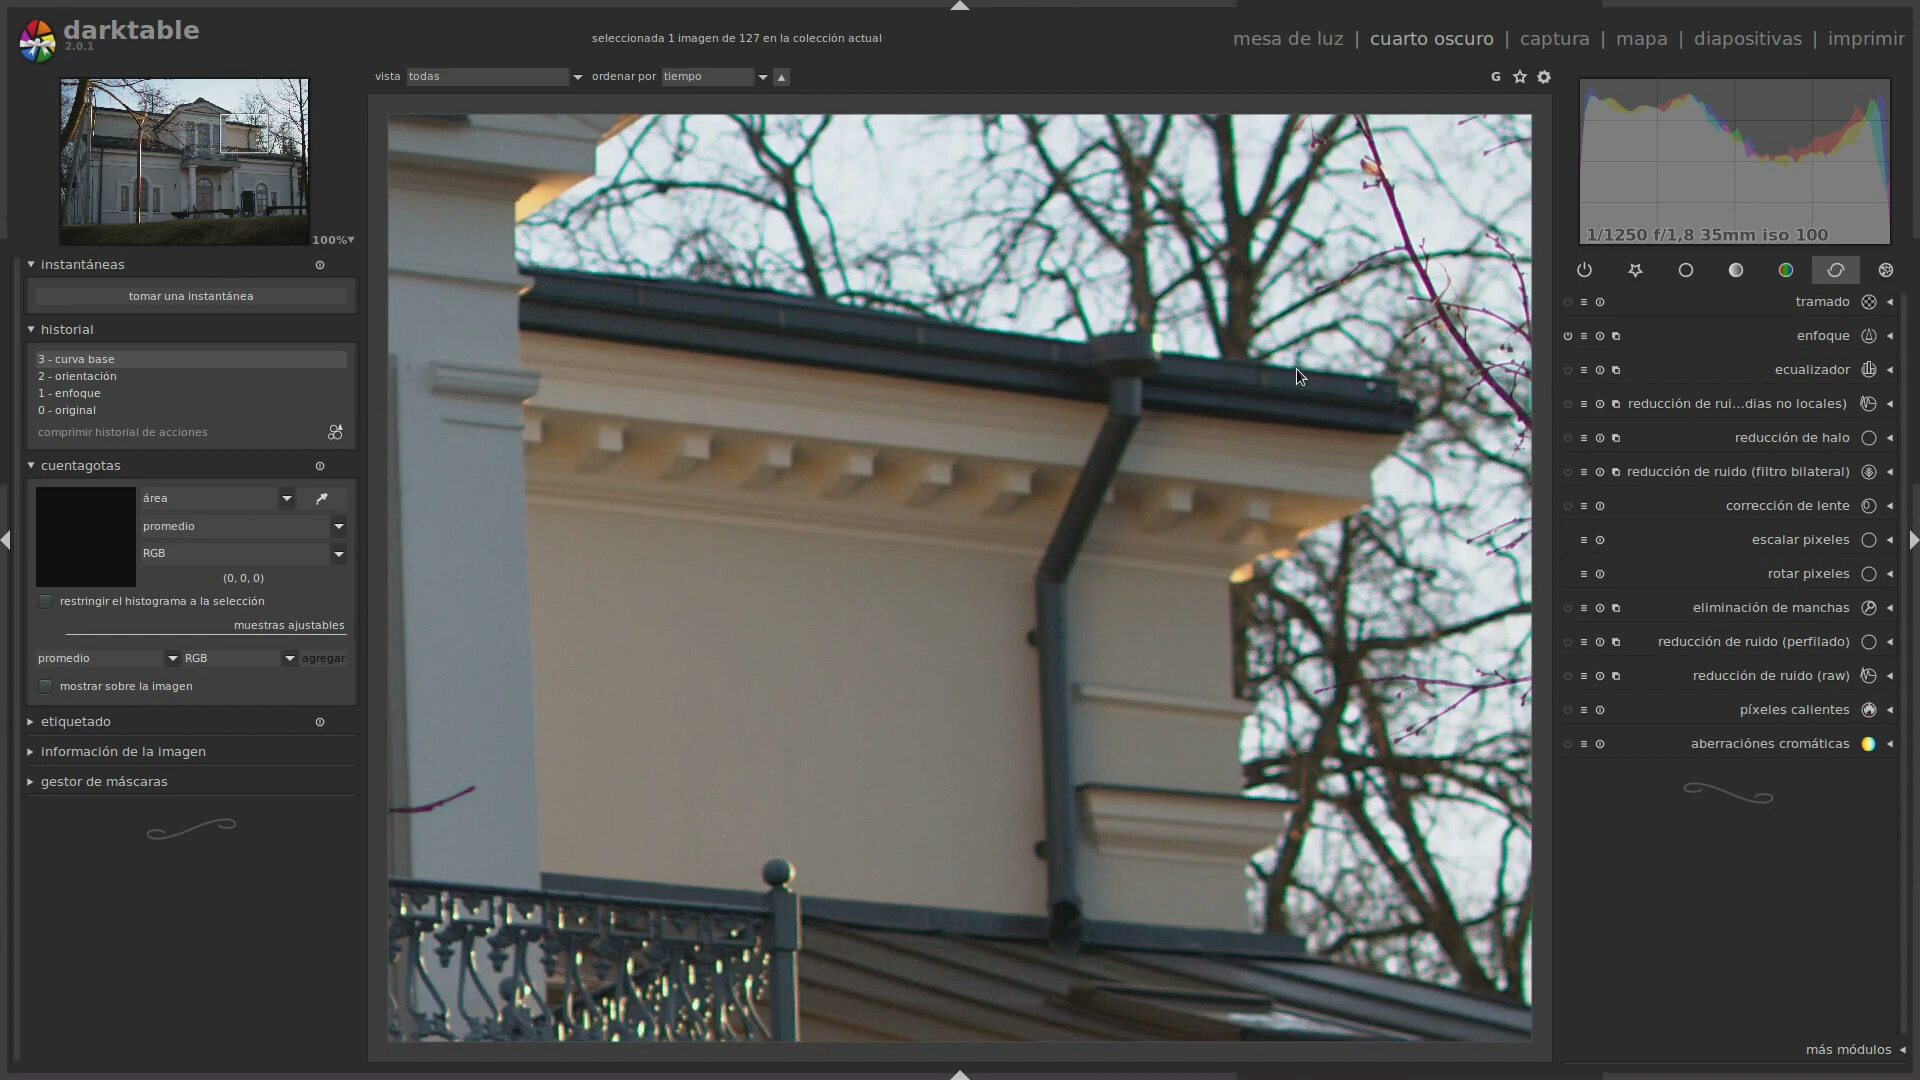 darktable
2.0.1
seleccionada 1 imagen de 127 en la colección actual
mesa de luz | cuarto oscuro | captura | mapa | diapositivas | imprimir
vista todas ordenar por tiempo
G
100%
1/1250 f/1,8 35mm iso 100
instantáneas
tomar una instantánea
historial
3 - curva base
2 - orientación
1 - enfoque
0 - original
comprimir historial de acciones
cuentagotas
área
promedio
RGB
(0, 0, 0)
restringir el histograma a la selección
muestras ajustables
promedio RGB agregar
mostrar sobre la imagen
etiquetado
información de la imagen
gestor de máscaras
tramado
enfoque
ecualizador
reducción de rui...dias no locales)
reducción de halo
reducción de ruido (filtro bilateral)
corrección de lente
escalar pixeles
rotar pixeles
eliminación de manchas
reducción de ruido (perfilado)
reducción de ruido (raw)
píxeles calientes
aberraciónes cromáticas
más módulos